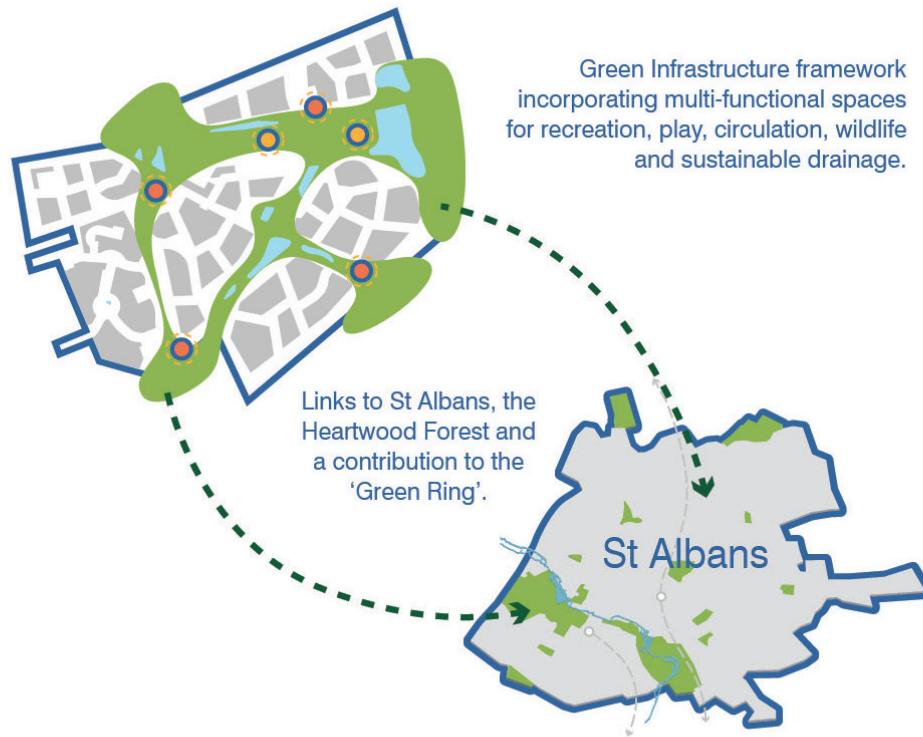 Green Infrastructure framework
incorporating multi-functional spaces
for recreation, play, circulation, wildlife
and sustainable drainage.
Links to St Albans, the
Heartwood Forest and
a contribution to the
‘Green Ring’.
St Albans